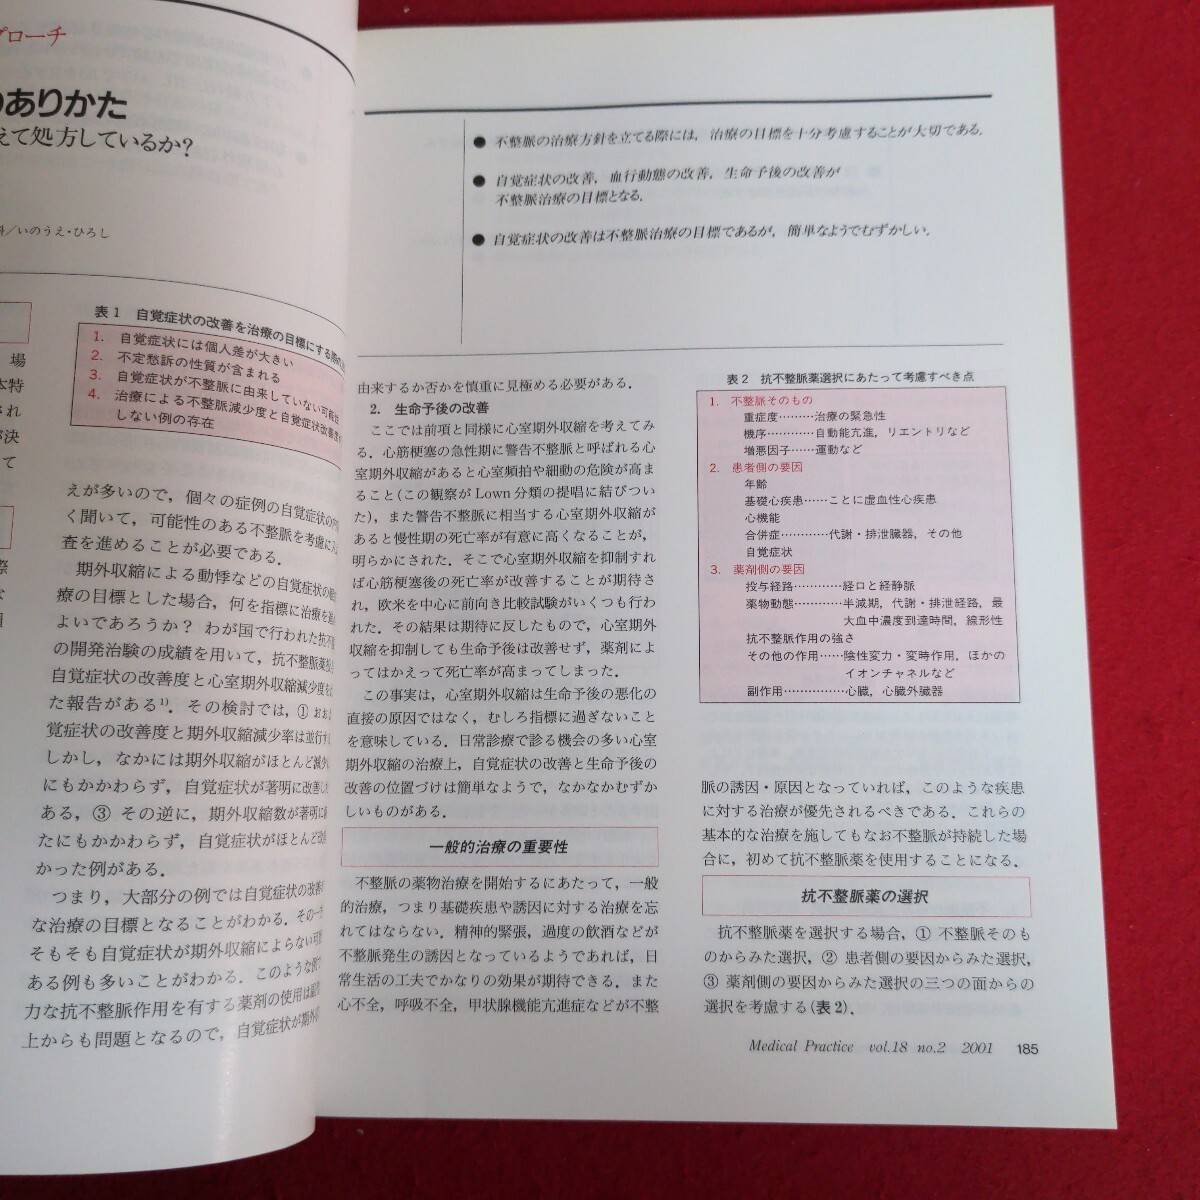 プローチ
のありかた
えて処方しているか?
いのうえ・ひろし
表1 自覚症状の改善を治療の目標にする際の
1. 自覚症状には個人差が大きい
2. 不定愁訴の性質が含まれる
3. 自覚症状が不整脈に由来していない可能性
4. 治療による不整脈減少度と自覚症状改善度
しない例の存在
場
本特
され
が決
て
えが多いので,個々の症例の自覚症状の
く聞いて,可能性のある不整脈を考慮に入
査を進めることが必要である.
期外収縮による動悸などの自覚症状の
療の目標とした場合,何を指標に治療を
よいであろうか? わが国で行われた抗不
の開発治験の成績を用いて,抗不整脈薬
自覚症状の改善度と心室期外収縮減少度
た報告がある¹⁾.その検討では,① おお
覚症状の改善度と期外収縮減少率は並行
しかし,なかには期外収縮がほとんど減少
にもかかわらず,自覚症状が著明に改善し
ある,③ その逆に,期外収縮数が著明に
たにもかかわらず,自覚症状がほとんど
かった例がある.
つまり,大部分の例では自覚症状の改善
な治療の目標となることがわかる.その一方
そもそも自覚症状が期外収縮によらない可能
ある例も多いことがわかる.このような例
力な抗不整脈作用を有する薬剤の使用は
上からも問題となるので,自覚症状が期外
● 不整脈の治療方針を立てる際には,治療の目標を十分考慮することが大切である.
● 自覚症状の改善,血行動態の改善,生命予後の改善が
不整脈治療の目標となる.
● 自覚症状の改善は不整脈治療の目標であるが,簡単なようでむずかしい.
由来するか否かを慎重に見極める必要がある.
2. 生命予後の改善
ここでは前項と同様に心室期外収縮を考えてみ
る.心筋梗塞の急性期に警告不整脈と呼ばれる心
室期外収縮があると心室頻拍や細動の危険が高ま
ること(この観察が Lown 分類の提唱に結びつい
た),また警告不整脈に相当する心室期外収縮が
あると慢性期の死亡率が有意に高くなることが,
明らかにされた.そこで心室期外収縮を抑制すれ
ば心筋梗塞後の死亡率が改善することが期待さ
れ,欧米を中心に前向き比較試験がいくつも行わ
れた.その結果は期待に反したもので,心室期外
収縮を抑制しても生命予後は改善せず,薬剤によ
ってはかえって死亡率が高まってしまった.
この事実は,心室期外収縮は生命予後の悪化の
直接の原因ではなく,むしろ指標に過ぎないこと
を意味している.日常診療で診る機会の多い心室
期外収縮の治療上,自覚症状の改善と生命予後の
改善の位置づけは簡単なようで,なかなかむずか
しいものがある.
一般的治療の重要性
不整脈の薬物治療を開始するにあたって,一般
的治療,つまり基礎疾患や誘因に対する治療を忘
れてはならない.精神的緊張,過度の飲酒などが
不整脈発生の誘因となっているようであれば,日
常生活の工夫でかなりの効果が期待できる.また
心不全,呼吸不全,甲状腺機能亢進症などが不整
表2 抗不整脈薬選択にあたって考慮すべき点
1. 不整脈そのもの
重症度………治療の緊急性
機序…………自動能亢進,リエントリなど
増悪因子……運動など
2. 患者側の要因
年齢
基礎心疾患……ことに虚血性心疾患
心機能
合併症…………代謝・排泄臓器,その他
自覚症状
3. 薬剤側の要因
投与経路…………経口と経静脈
薬物動態…………半減期,代謝・排泄経路,最
大血中濃度到達時間,線形性
抗不整脈作用の強さ
その他の作用……陰性変力・変時作用,ほかの
イオンチャネルなど
副作用……………心臓,心臓外臓器
脈の誘因・原因となっていれば,このような疾患
に対する治療が優先されるべきである.これらの
基本的な治療を施してもなお不整脈が持続した場
合に,初めて抗不整脈薬を使用することになる.
抗不整脈薬の選択
抗不整脈薬を選択する場合,① 不整脈そのも
のからみた選択,② 患者側の要因からみた選択,
③ 薬剤側の要因からみた選択の三つの面からの
選択を考慮する(表2).
Medical Practice vol.18 no.2 2001 185